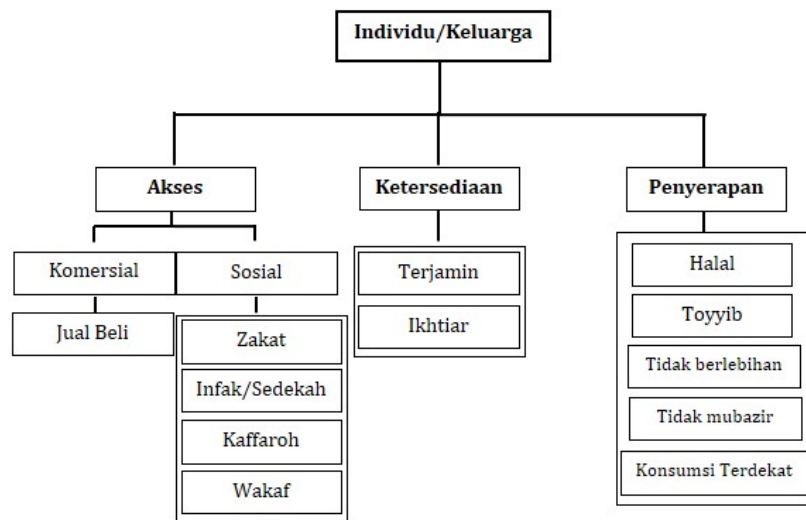 Individu/Keluarga
Akses
Ketersediaan
Penyerapan
Komersial
Sosial
Jual Beli
Zakat
Infak/Sedekah
Kaffaroh
Wakaf
Terjamin
Ikhtiar
Halal
Toyyib
Tidak berlebihan
Tidak mubazir
Konsumsi Terdekat